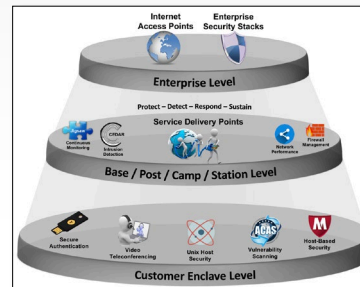 Internet
Access Points
Enterprise
Security Stacks
Enterprise Level
Protect – Detect – Respond – Sustain
Service Delivery Points
Continuous
Monitoring
CEDAR
Intrusion
Detection
Network
Performance
Firewall
Management
Base / Post / Camp / Station Level
Secure
Authentication
Video
Teleconferencing
Unix Host
Security
ACAS
Vulnerability
Scanning
Host-Based
Security
Customer Enclave Level